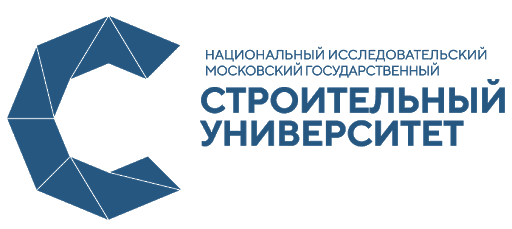 НАЦИОНАЛЬНЫЙ ИССЛЕДОВАТЕЛЬСКИЙ
МОСКОВСКИЙ ГОСУДАРСТВЕННЫЙ
СТРОИТЕЛЬНЫЙ
УНИВЕРСИТЕТ